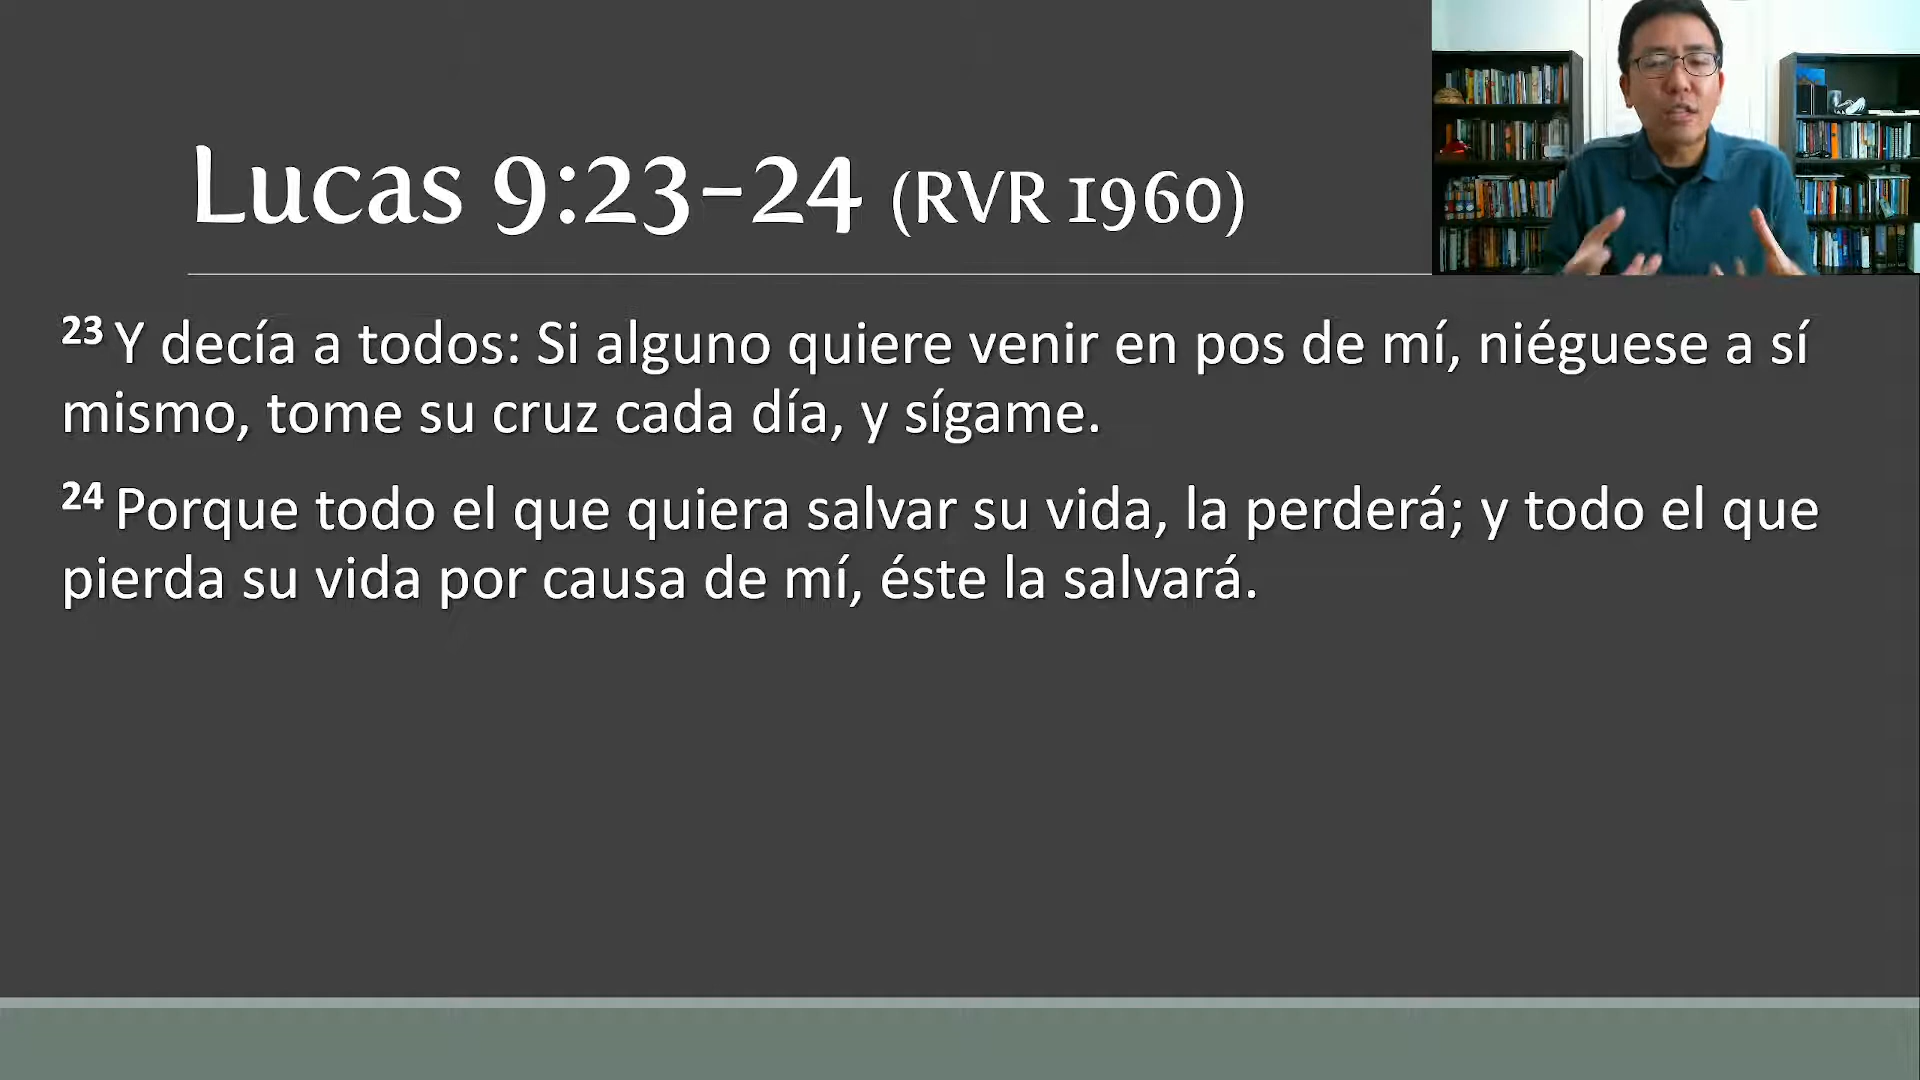 Lucas 9:23-24 (RVR 1960)
23 Y decía a todos: Si alguno quiere venir en pos de mí, niéguese a sí
mismo, tome su cruz cada día, y sígame.
24 Porque todo el que quiera salvar su vida, la perderá; y todo el que
pierda su vida por causa de mí, éste la salvará.